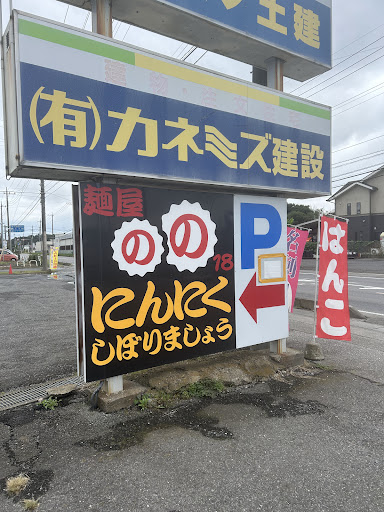 土建
(有)カネミズ建設
麺屋
のの
18
にんにく
しぼりましょう
P
はんこ